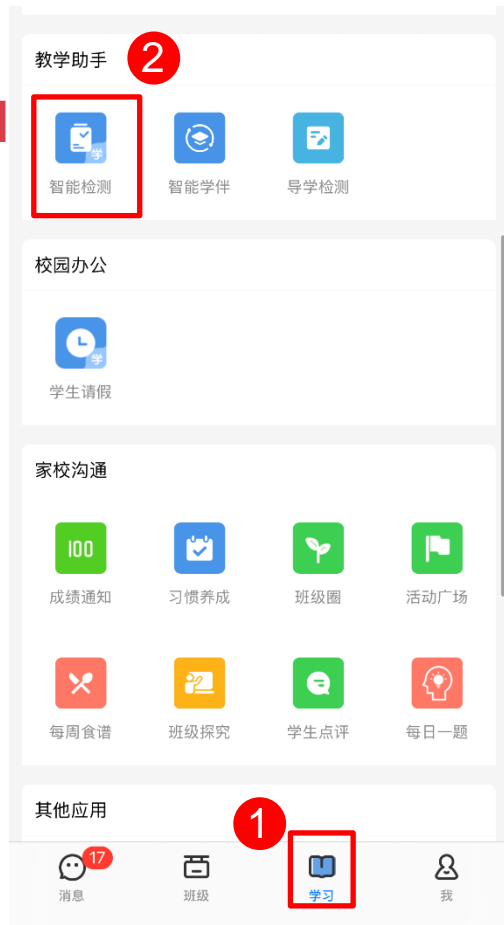 教学助手
2
学
智能检测
智能学伴
导学检测
校园办公
学
学生请假
家校沟通
100
成绩通知
习惯养成
班级圈
活动广场
每周食谱
班级探究
学生点评
每日一题
其他应用
1
17
消息
班级
学习
我